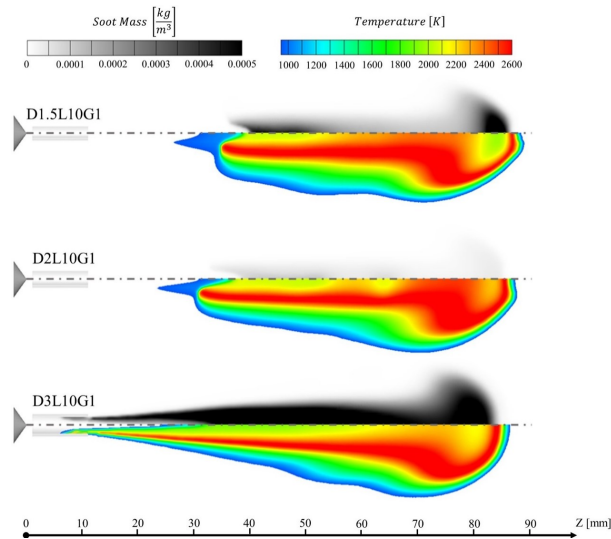 Soot Mass [kg/m³]
Temperature [K]
0 0.0001 0.0002 0.0003 0.0004 0.0005
1000 1200 1400 1600 1800 2000 2200 2400 2600
D1.5L10G1
D2L10G1
D3L10G1
0 10 20 30 40 50 60 70 80 90 Z [mm]